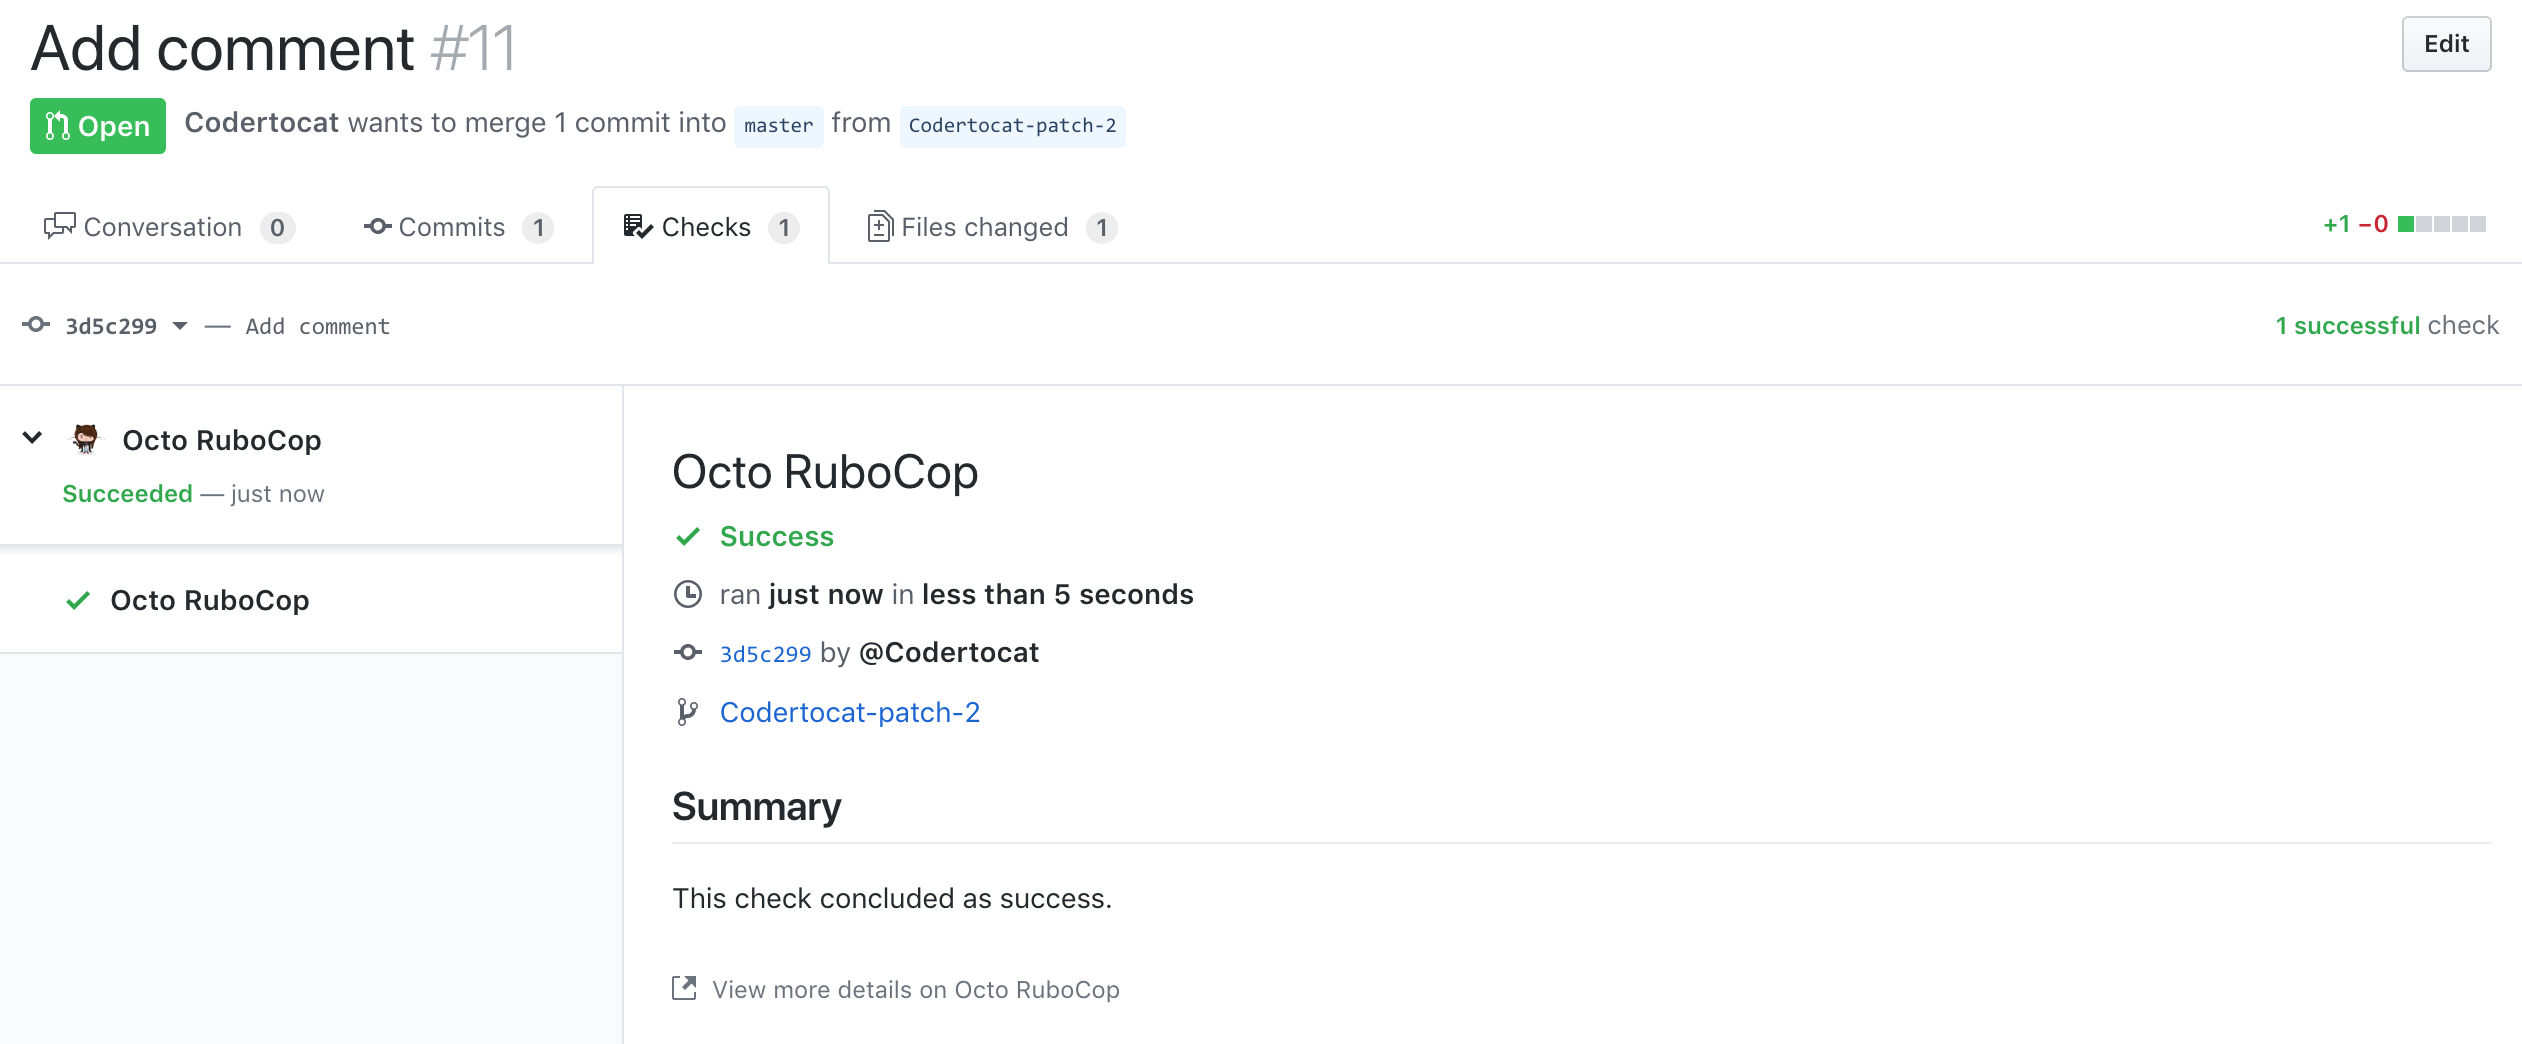 Add comment #11
Edit
Open
Codertocat wants to merge 1 commit into master from Codertocat-patch-2
Conversation 0
Commits 1
Checks 1
Files changed 1
+1 −0
3d5c299 — Add comment
1 successful check
Octo RuboCop
Succeeded — just now
Octo RuboCop
Octo RuboCop
Success
ran just now in less than 5 seconds
3d5c299 by @Codertocat
Codertocat-patch-2
Summary
This check concluded as success.
View more details on Octo RuboCop